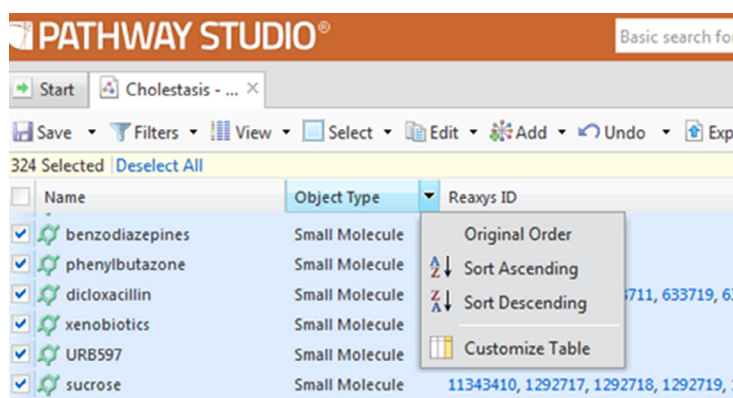 PATHWAY STUDIO®
Basic search for
Start Cholestasis - ... ×
Save Filters View Select Edit Add Undo Exp
324 Selected | Deselect All
Name Object Type Reaxys ID
benzodiazepines Small Molecule Original Order
phenylbutazone Small Molecule Sort Ascending
dicloxacillin Small Molecule Sort Descending 3711, 633719, 63
xenobiotics Small Molecule
URB597 Small Molecule Customize Table
sucrose Small Molecule 11343410, 1292717, 1292718, 1292719,